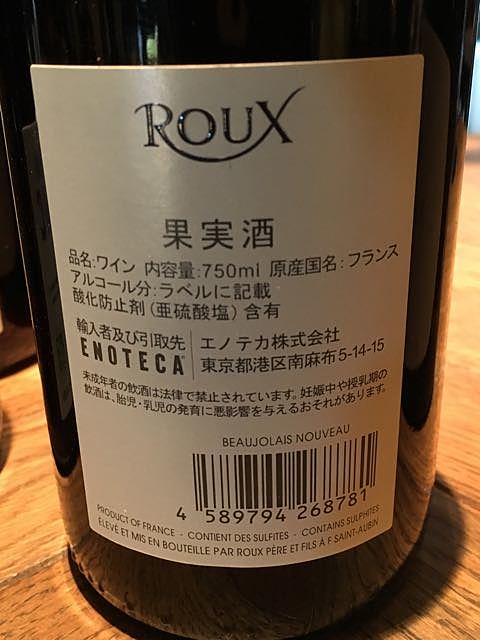 ROUX
果実酒
品名:ワイン 内容量:750ml 原産国名:フランス
アルコール分:ラベルに記載
酸化防止剤(亜硫酸塩)含有
輸入者及び引取先 エノテカ株式会社
ENOTECA 東京都港区南麻布5-14-15
未成年者の飲酒は法律で禁止されています。妊娠中や授乳期の
飲酒は、胎児・乳児の発育に悪影響を与えるおそれがあります。
BEAUJOLAIS NOUVEAU
4 589794 268781
PRODUCT OF FRANCE - CONTIENT DES SULFITES - CONTAINS SULPHITES
ELEVÉ ET MIS EN BOUTEILLE PAR ROUX PÈRE ET FILS À F SAINT-AUBIN